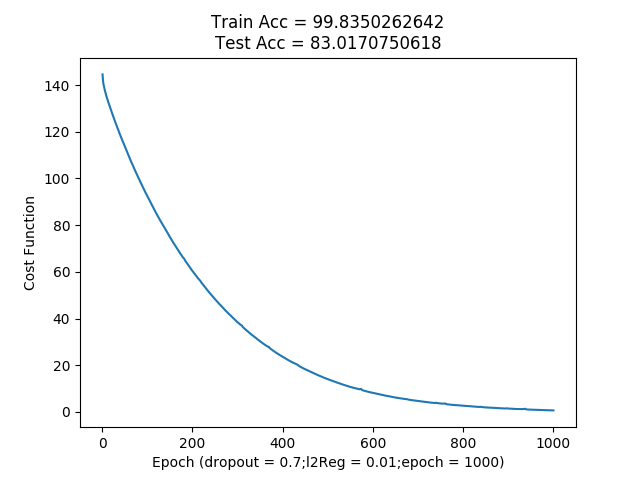 Train Acc = 99.8350262642
Test Acc = 83.0170750618
140
120
100
80
60
40
20
0
Cost Function
0 200 400 600 800 1000
Epoch (dropout = 0.7;l2Reg = 0.01;epoch = 1000)